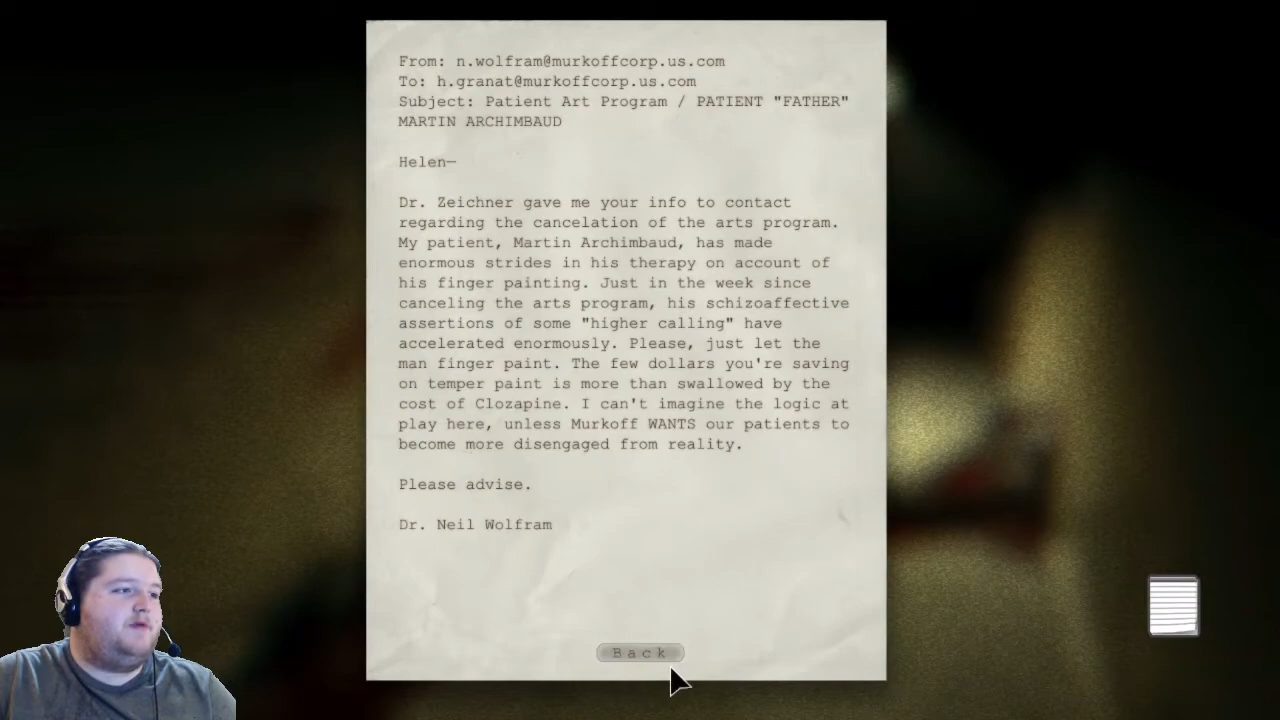 From: n.wolfram@murkoffcorp.us.com
To: h.granat@murkoffcorp.us.com
Subject: Patient Art Program / PATIENT "FATHER"
MARTIN ARCHIMBAUD
Helen—
Dr. Zeichner gave me your info to contact
regarding the cancelation of the arts program.
My patient, Martin Archimbaud, has made
enormous strides in his therapy on account of
his finger painting. Just in the week since
canceling the arts program, his schizoaffective
assertions of some "higher calling" have
accelerated enormously. Please, just let the
man finger paint. The few dollars you're saving
on temper paint is more than swallowed by the
cost of Clozapine. I can't imagine the logic at
play here, unless Murkoff WANTS our patients to
become more disengaged from reality.
Please advise.
Dr. Neil Wolfram
Back